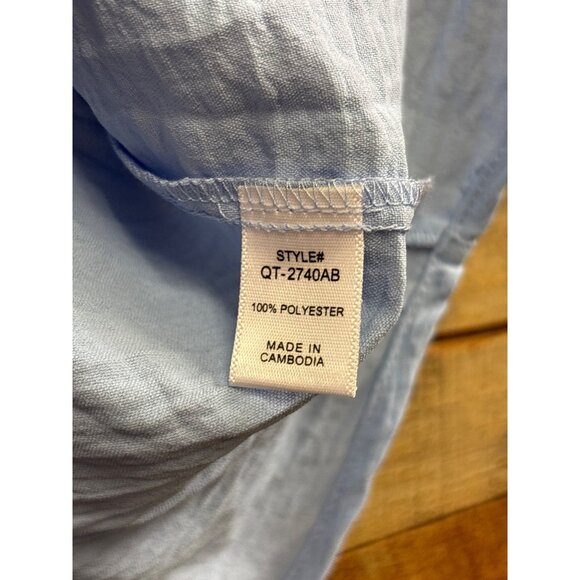 STYLE#
QT-2740AB
100% POLYESTER
MADE IN
CAMBODIA